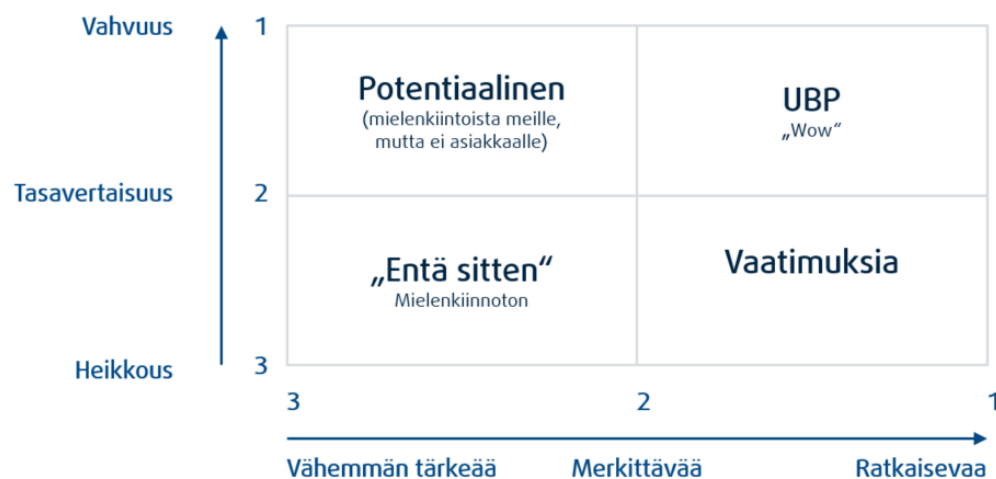 Vahvuus
1
Potentiaalinen
(mielenkiintoista meille,
mutta ei asiakkaalle)
UBP
„Wow“
Tasavertaisuus
2
„Entä sitten“
Mielenkiinnoton
Vaatimuksia
Heikkous
3
3
2
1
Vähemmän tärkeää
Merkittävää
Ratkaisevaa